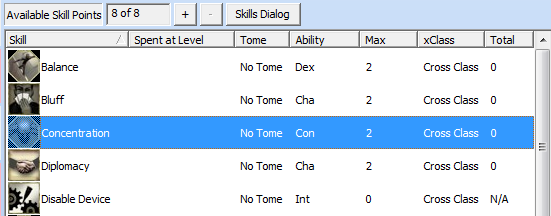 Available Skill Points 8 of 8 + - Skills Dialog
Skill Spent at Level Tome Ability Max xClass Total
Balance No Tome Dex 2 Cross Class 0
Bluff No Tome Cha 2 Cross Class 0
Concentration No Tome Con 2 Cross Class 0
Diplomacy No Tome Cha 2 Cross Class 0
Disable Device No Tome Int 0 Cross Class N/A